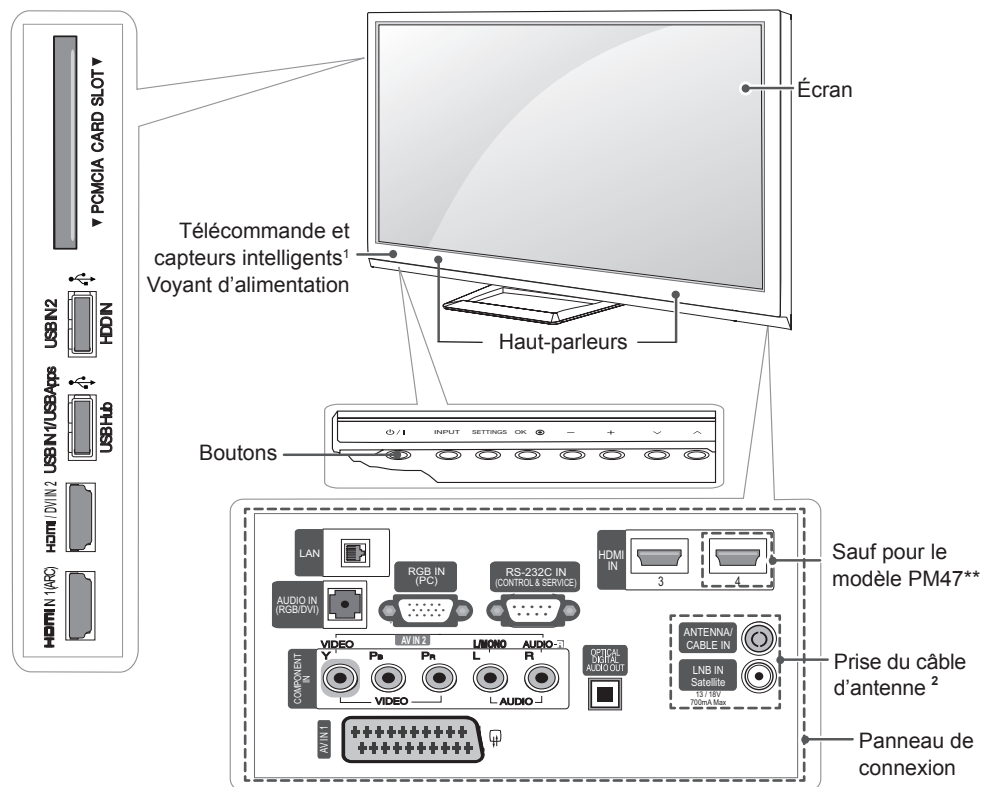 ▼PCMCIA CARD SLOT▼
USB IN 2
HDD IN
USB IN 1/USB Apps
USB Hub
HDMI / DVI IN 2
HDMI IN 1 (ARC)
Écran
Télécommande et
capteurs intelligents¹
Voyant d'alimentation
Haut-parleurs
Boutons
⏻/I INPUT SETTINGS OK – +
LAN
AUDIO IN
(RGB/DVI)
RGB IN
(PC)
RS-232C IN
(CONTROL & SERVICE)
HDMI
IN
3
4
Sauf pour le
modèle PM47**
VIDEO AV IN 2 L/MONO AUDIO
COMPONENT
IN
Y PB PR L R
VIDEO AUDIO
OPTICAL
DIGITAL
AUDIO OUT
ANTENNA/
CABLE IN
LNB IN
Satellite
13 / 18V
700mA Max
Prise du câble
d'antenne ²
AV IN 1
Panneau de
connexion